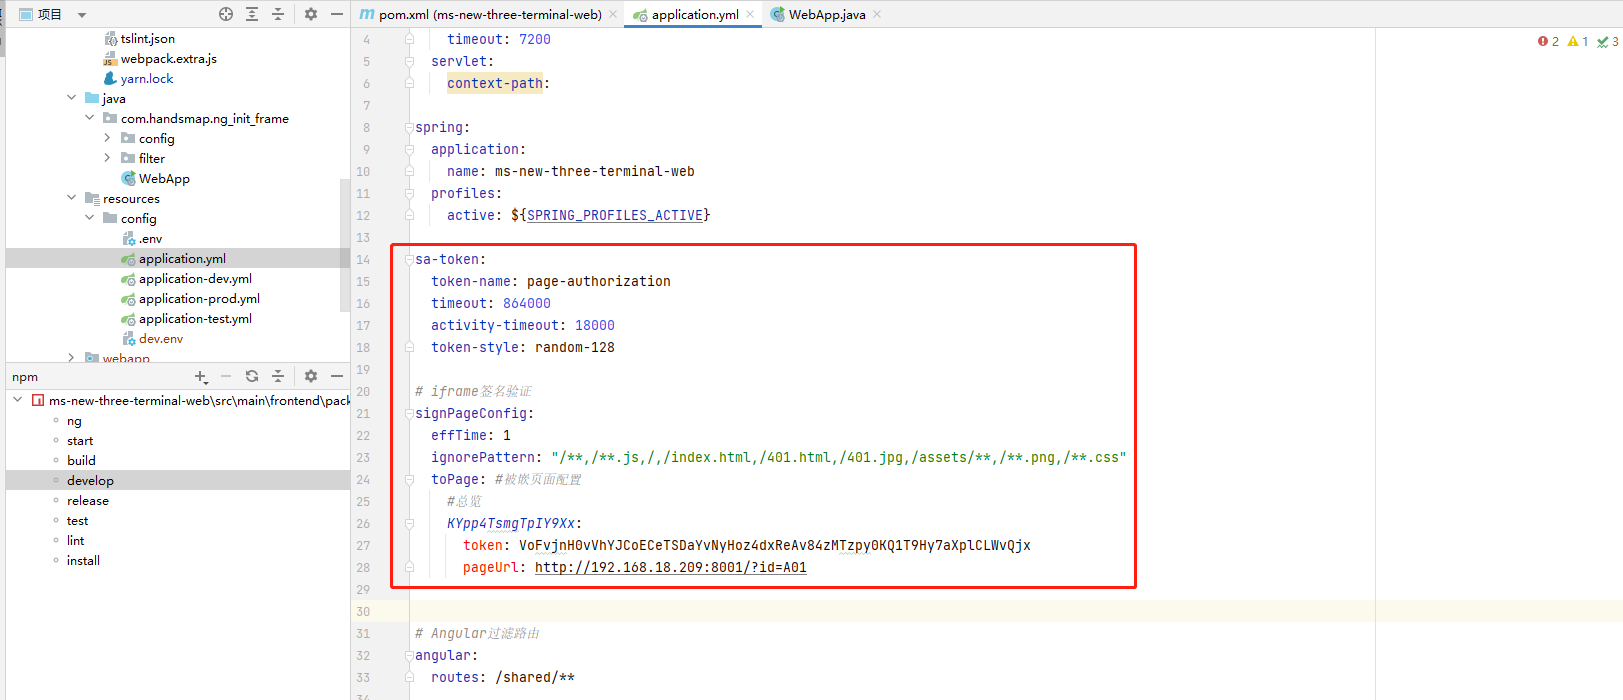 项目
tslint.json
webpack.extra.js
yarn.lock
java
com.handsmap.ng_init_frame
config
filter
WebApp
resources
config
.env
application.yml
application-dev.yml
application-prod.yml
application-test.yml
dev.env
webapp
npm
ms-new-three-terminal-web\src\main\frontend\pack
ng
start
build
develop
release
test
lint
install
pom.xml (ms-new-three-terminal-web)
application.yml
WebApp.java
2 1 3
4 timeout: 7200
5 servlet:
6 context-path:
7
8 spring:
9 application:
10 name: ms-new-three-terminal-web
11 profiles:
12 active: ${SPRING_PROFILES_ACTIVE}
13
14 sa-token:
15 token-name: page-authorization
16 timeout: 864000
17 activity-timeout: 18000
18 token-style: random-128
19
20 # iframe签名验证
21 signPageConfig:
22 effTime: 1
23 ignorePattern: "/**,/**.js,/,/index.html,/401.html,/401.jpg,/assets/**,/**.png,/**.css"
24 toPage: #被嵌页面配置
25 #总览
26 KYpp4TsmgTpIY9Xx:
27 token: VoFvjnH0vVhYJCoECeTSDaYvNyHoz4dxReAv84zMTzpy0KQ1T9Hy7aXplCLWvQjx
28 pageUrl: http://192.168.18.209:8001/?id=A01
29
30
31 # Angular过滤路由
32 angular:
33 routes: /shared/**
34